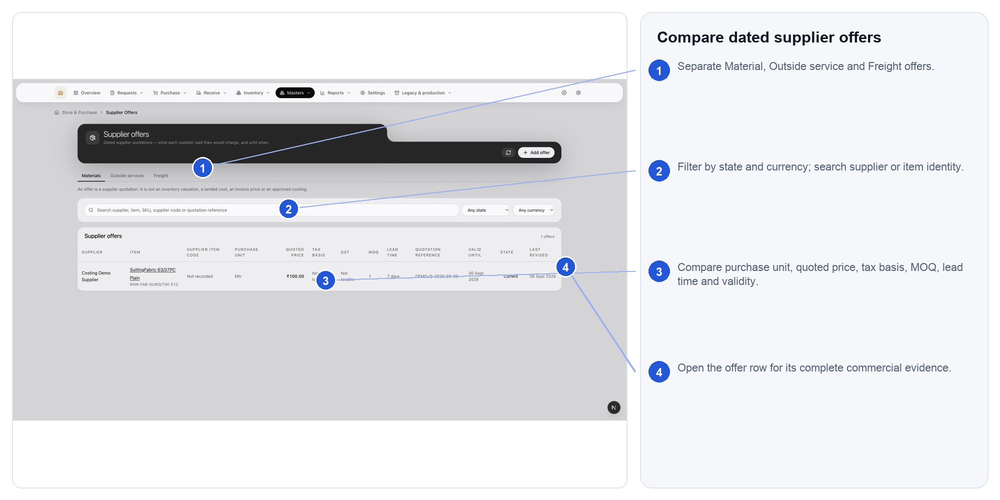 Overview
Requests
Purchase
Receive
Inventory
Masters
Reports
Settings
Legacy & production
Store & Purchase > Supplier Offers
Supplier offers
Dated supplier quotations — what each supplier said they would charge, and until when.
Add offer
1
Materials
Outside services
Freight
An offer is a supplier quotation. It is not an inventory valuation, a landed cost, an invoice price or an approved costing.
Search supplier, item, SKU, supplier code or quotation reference
2
Any state
Any currency
Supplier offers
1 offers
SUPPLIER
ITEM
SUPPLIER ITEM
CODE
PURCHASE
UNIT
QUOTED
PRICE
TAX
BASIS
GST
MOQ
LEAD
TIME
QUOTATION
REFERENCE
VALID
UNTIL
STATE
LAST
REVISED
Costing Demo
Supplier
SuitingFabric 63/37PC
Plain
RAW-FAB-SUI63/TWI-512
Not recorded
Mtr
₹100.00
3
Not
taxable
1
7 days
30 Sept
2026
Current
06 Sept 2026
4
N
Compare dated supplier offers
1 Separate Material, Outside service and Freight offers.
2 Filter by state and currency; search supplier or item identity.
3 Compare purchase unit, quoted price, tax basis, MOQ, lead
time and validity.
4 Open the offer row for its complete commercial evidence.